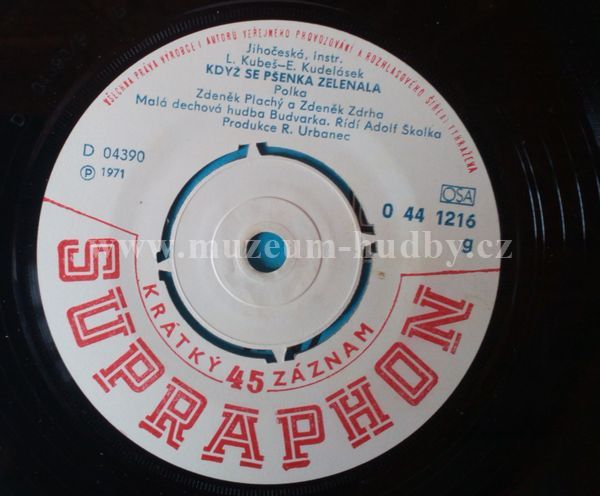 VŠECHNA PRÁVA VÝROBCE I AUTORŮ VEŘEJNÉHO PROVOZOVÁNÍ A ROZHLASOVÉHO ŠÍŘENÍ VYHRAŽENA
Jihočeská, instr.
L. Kubeš—E. Kudelásek
KDYŽ SE PŠENKA ZELENALA
Polka
Zdeněk Plachý a Zdeněk Zdrha
Malá dechová hudba Budvarka. Řídí Adolf Školka
Produkce R. Urbanec
D 04390
Ⓟ 1971
OSA
0 44 1216
g
www.muzeum-hudby.cz
KRÁTKÝ 45 ZÁZNAM
SUPRAPHON